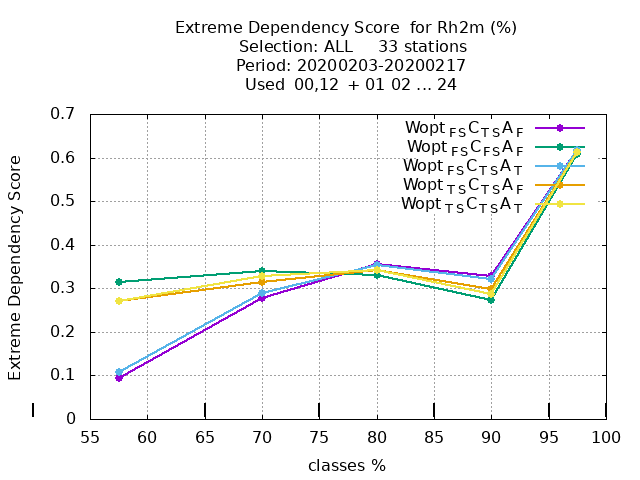 Extreme Dependency Score  for Rh2m (%)
Selection: ALL     33 stations
Period: 20200203-20200217
Used  00,12  + 01 02 ... 24
Extreme Dependency Score
0.7
0.6
0.5
0.4
0.3
0.2
0.1
0
Wopt FS C TS A F
Wopt FS C FS A F
Wopt FS C TS A T
Wopt TS C TS A F
Wopt TS C TS A T
55 60 65 70 75 80 85 90 95 100
classes %